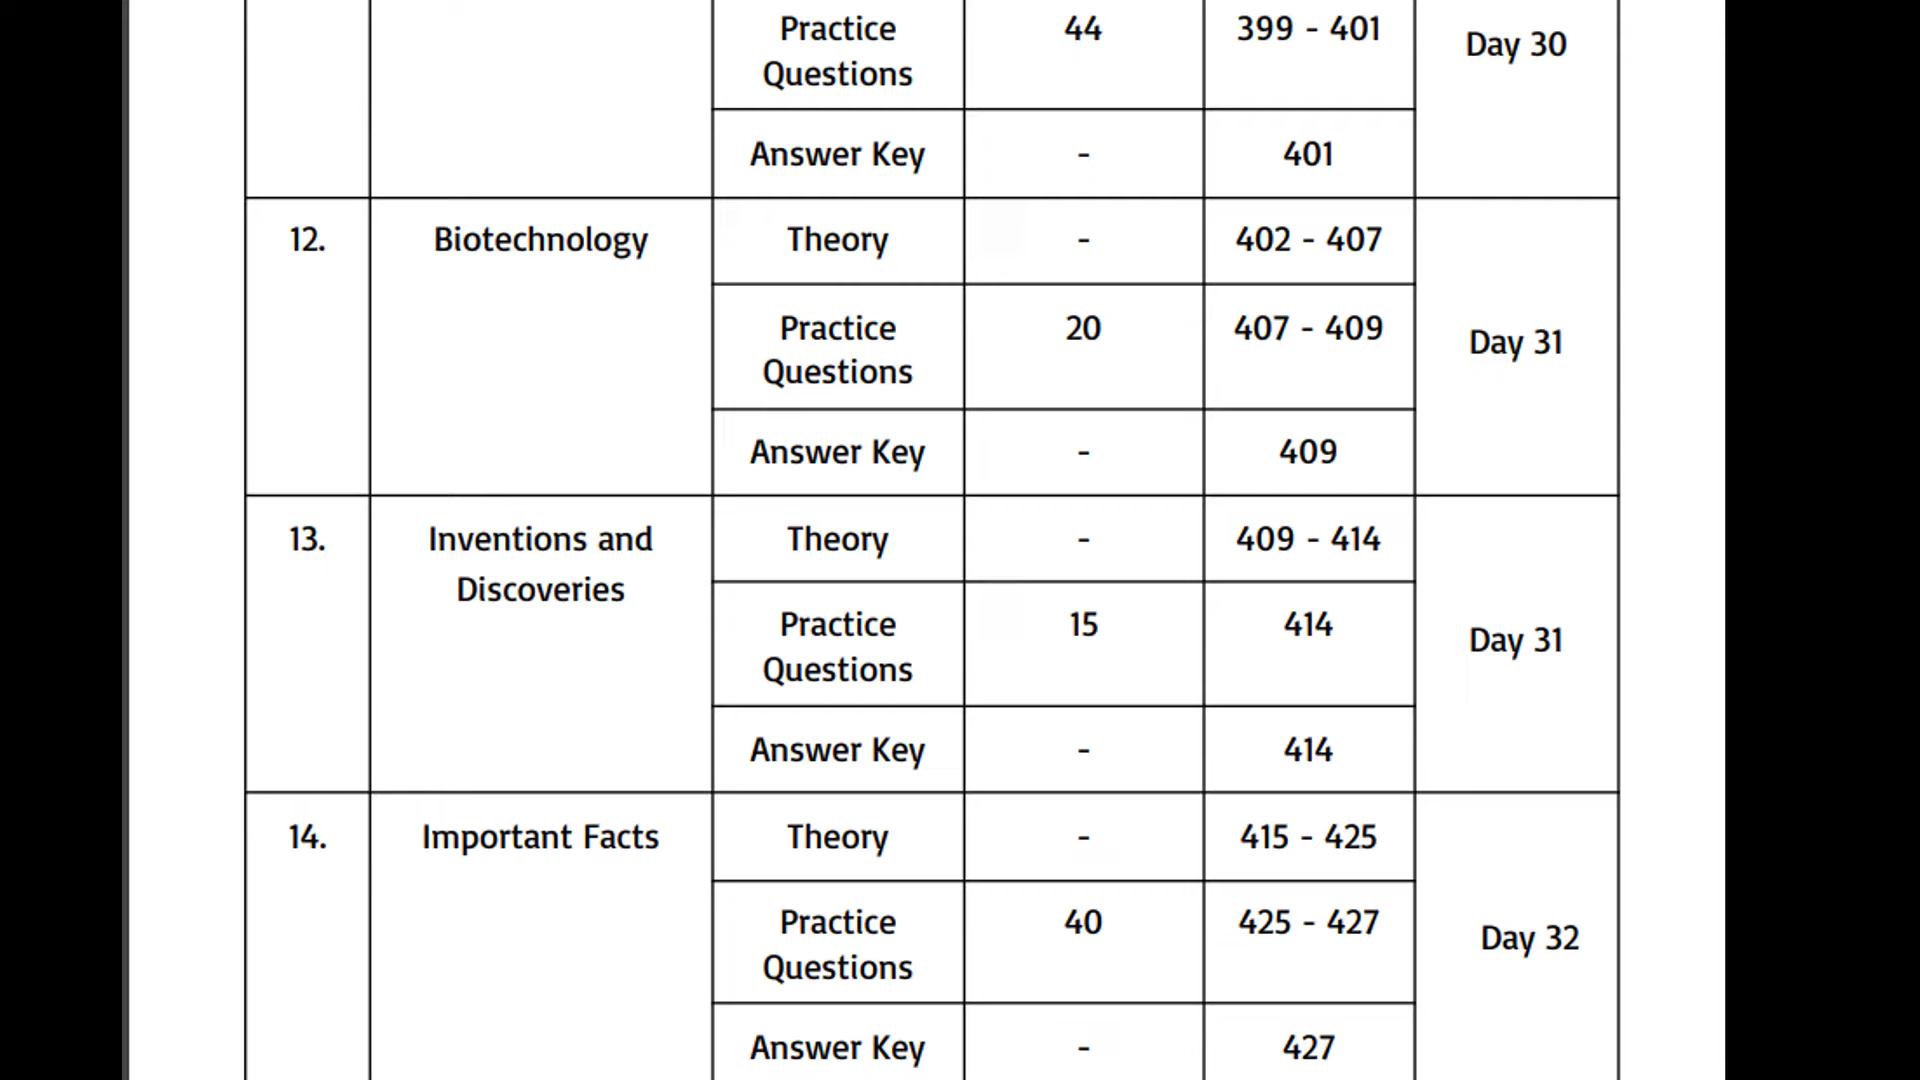 Practice Questions 44 399 - 401 Day 30
Answer Key - 401
12. Biotechnology Theory - 402 - 407 Day 31
Practice Questions 20 407 - 409
Answer Key - 409
13. Inventions and Discoveries Theory - 409 - 414 Day 31
Practice Questions 15 414
Answer Key - 414
14. Important Facts Theory - 415 - 425 Day 32
Practice Questions 40 425 - 427
Answer Key - 427